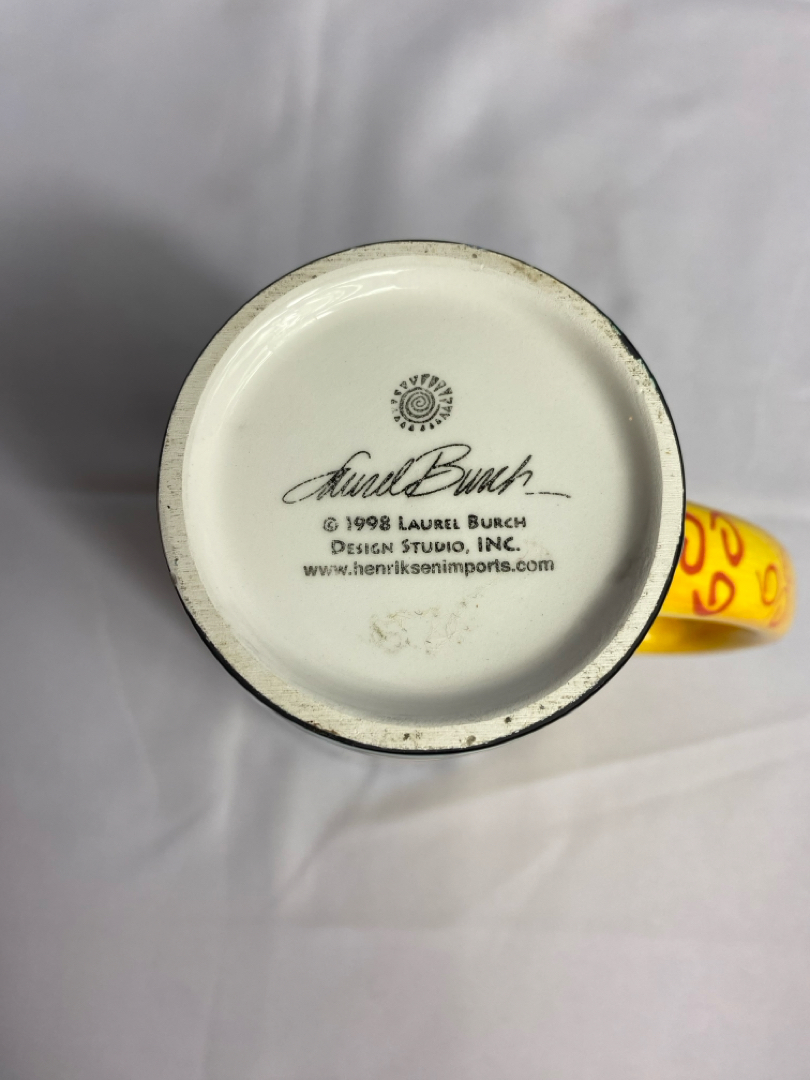 Laurel Burch
© 1998 LAUREL BURCH
DESIGN STUDIO, INC.
www.henriksenimports.com